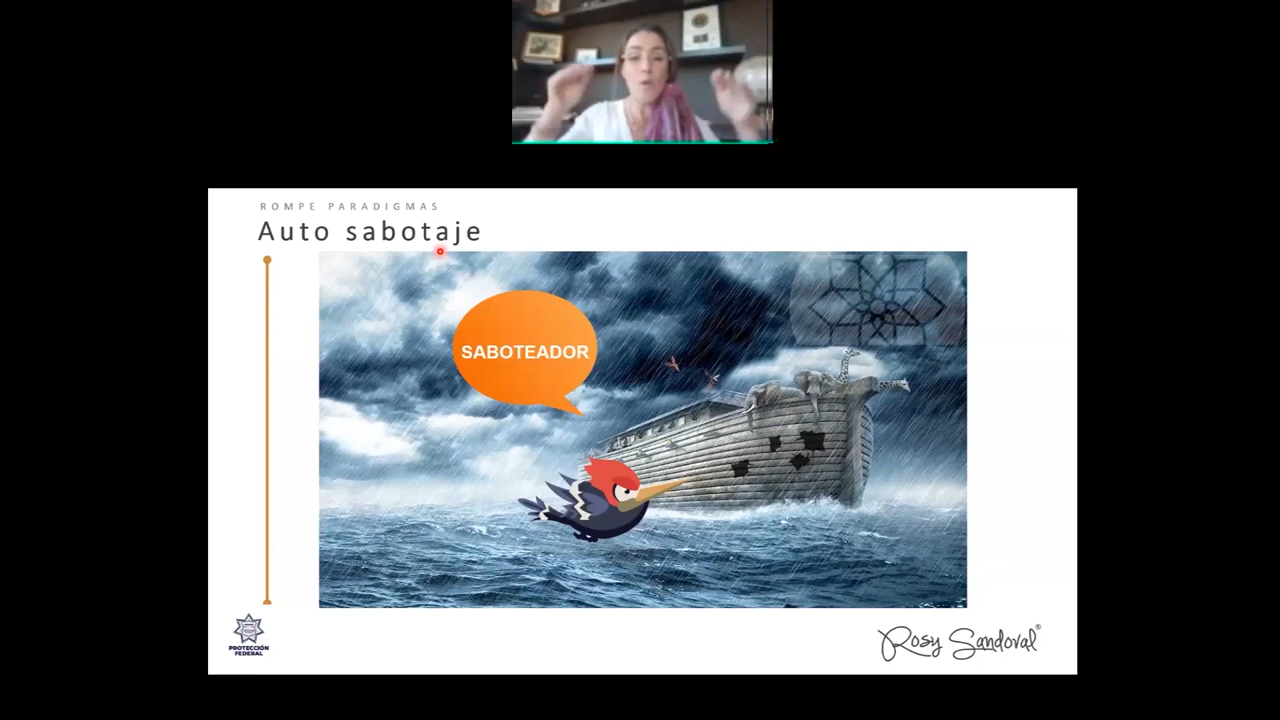 ROMPE PARADIGMAS
Auto sabotaje
SABOTEADOR
PROTECCIÓN
FEDERAL
Rosy Sandoval®